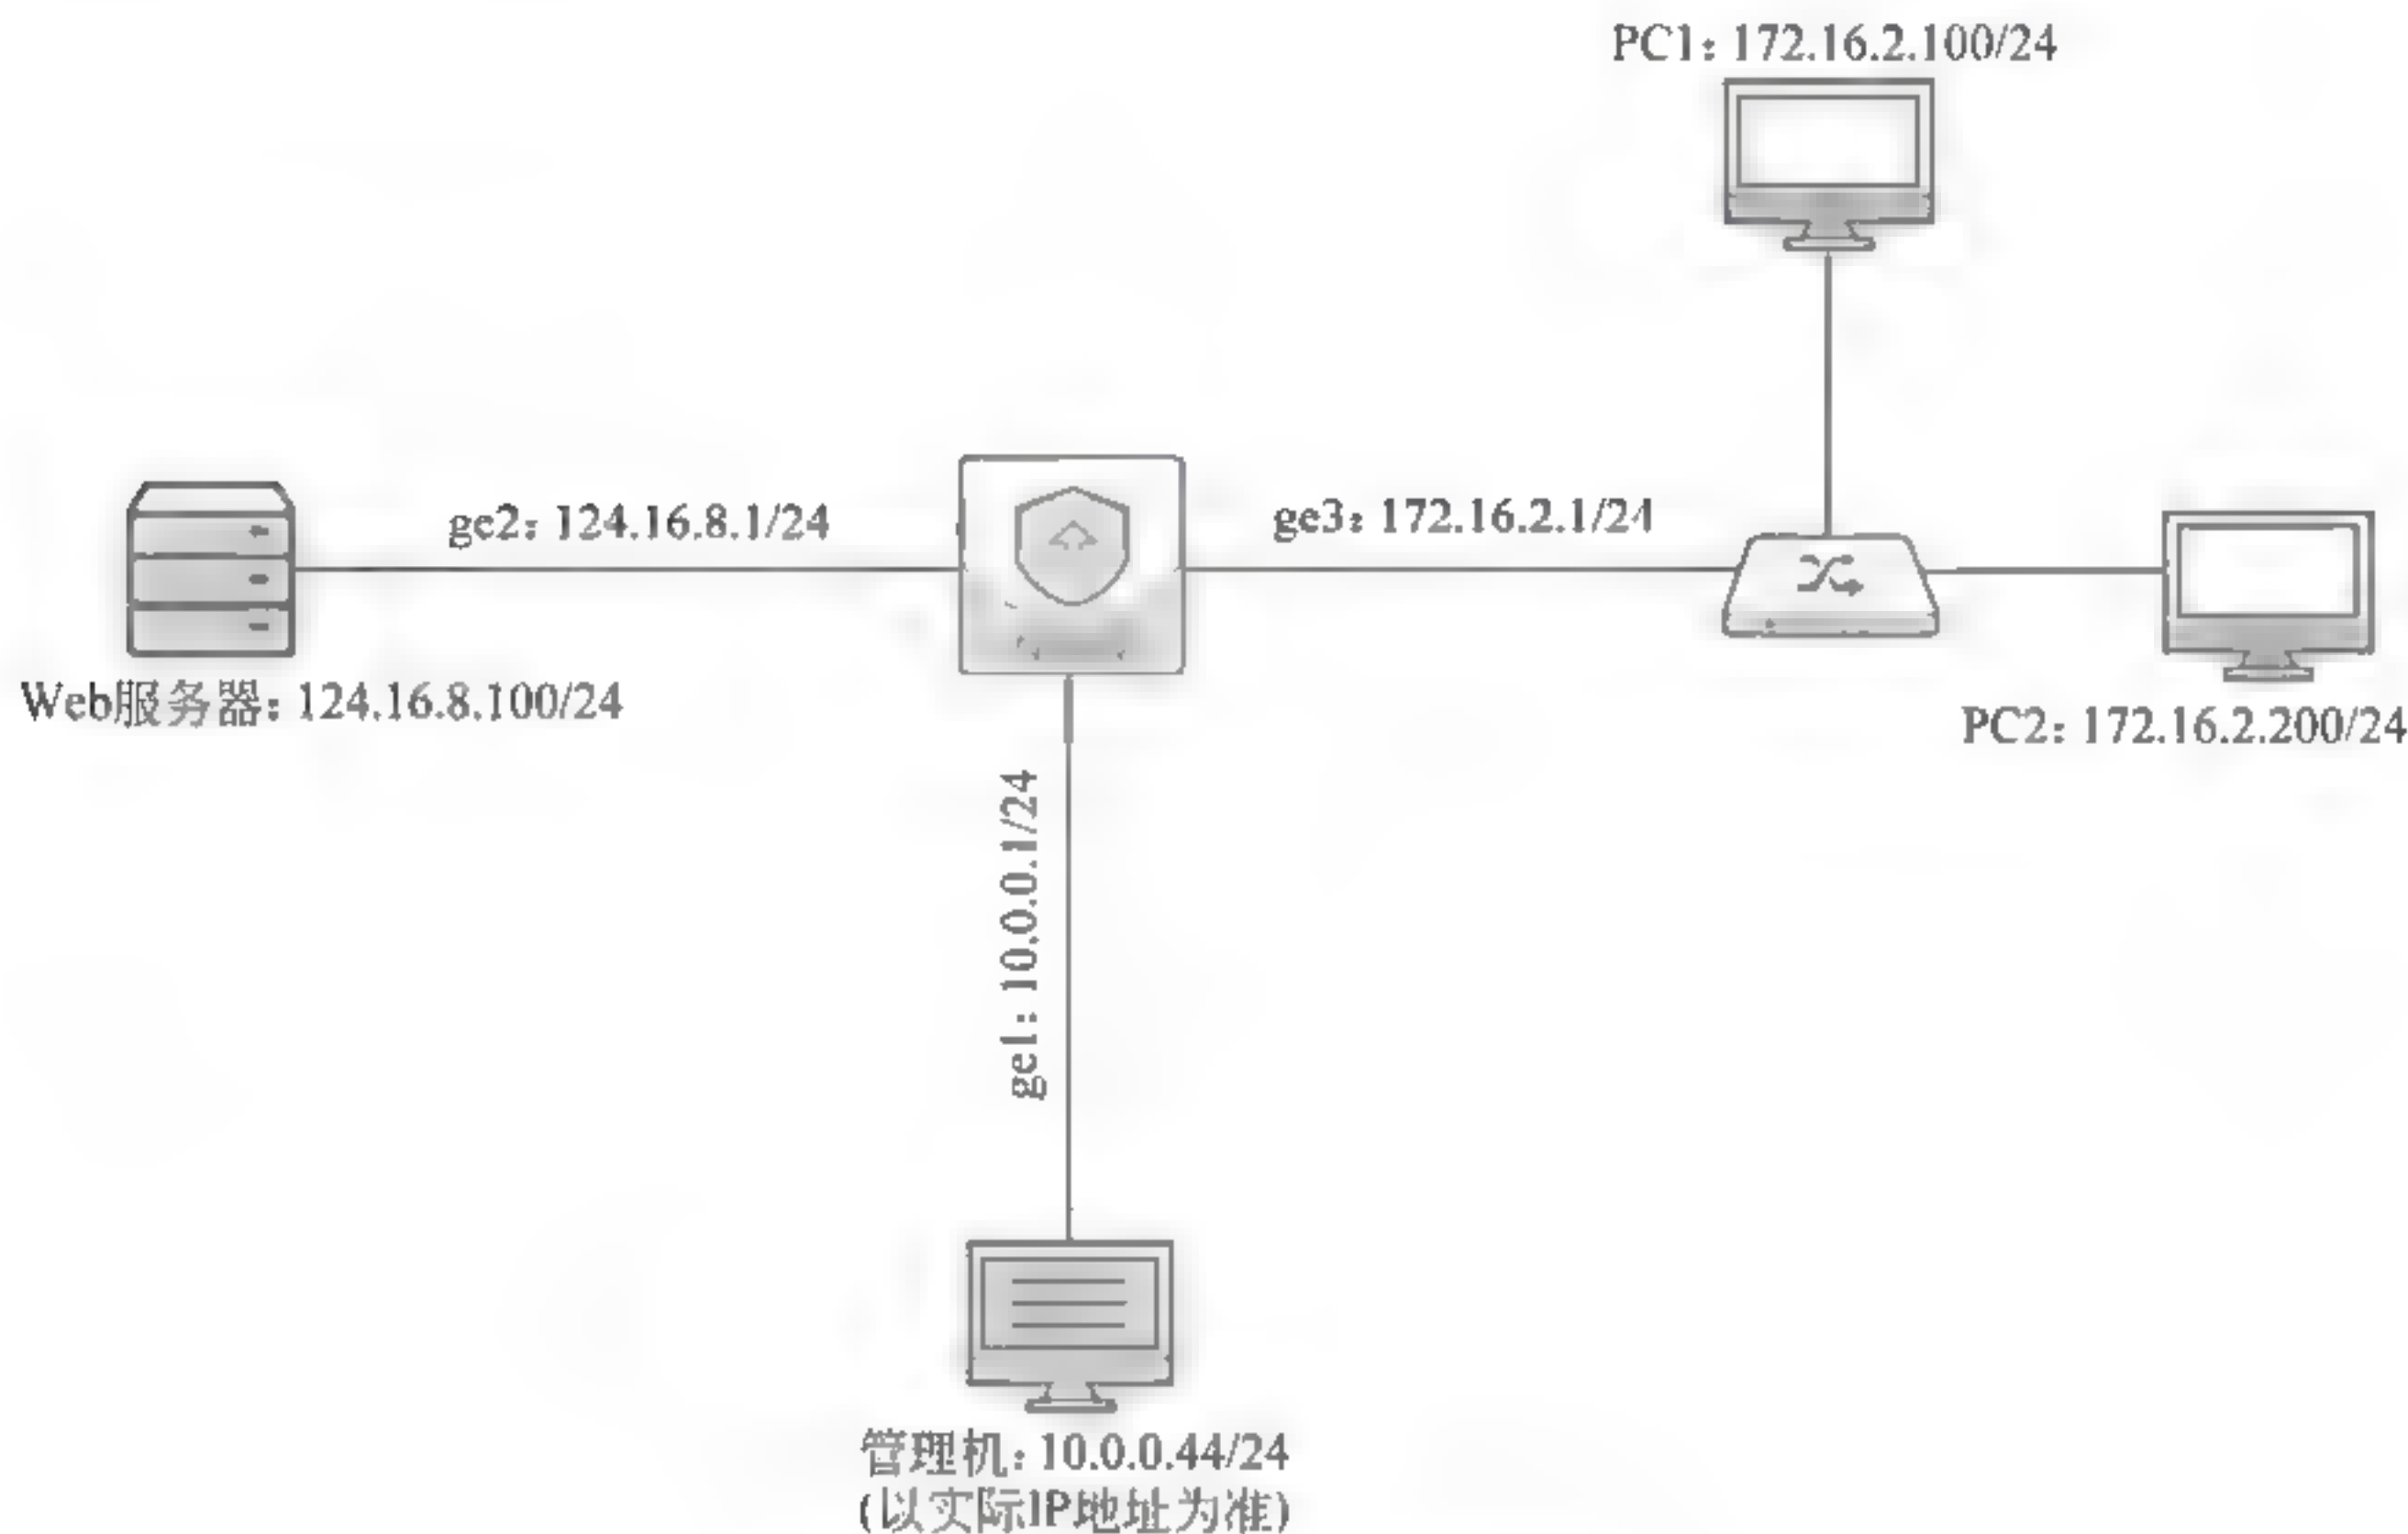 PC1: 172.16.2.100/24
ge2: 124.16.8.1/24
ge3: 172.16.2.1/24
Web服务器: 124.16.8.100/24
PC2: 172.16.2.200/24
ge1: 10.0.0.1/24
管理机: 10.0.0.44/24
(以实际IP地址为准)